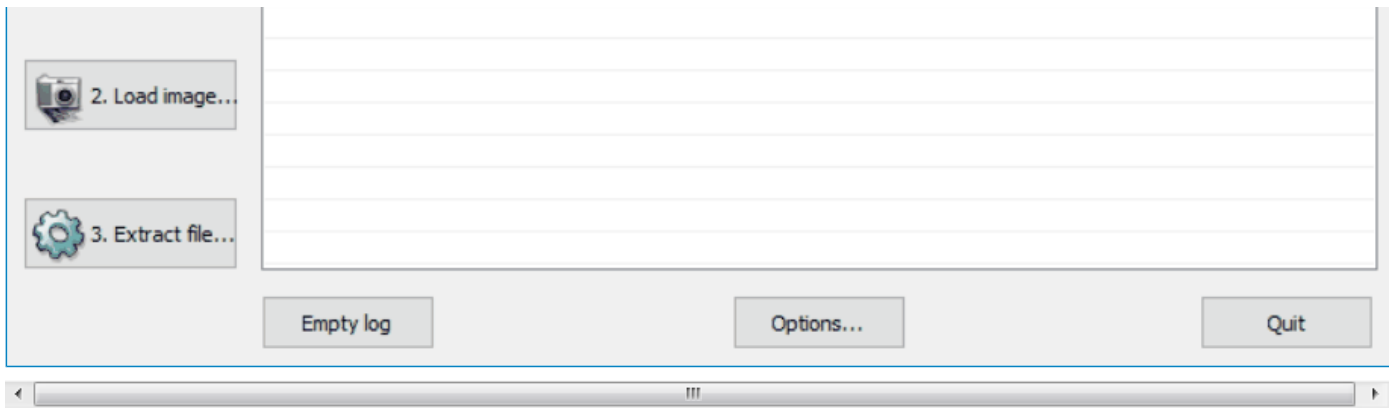 2. Load image...
3. Extract file...
Empty log
Options...
Quit